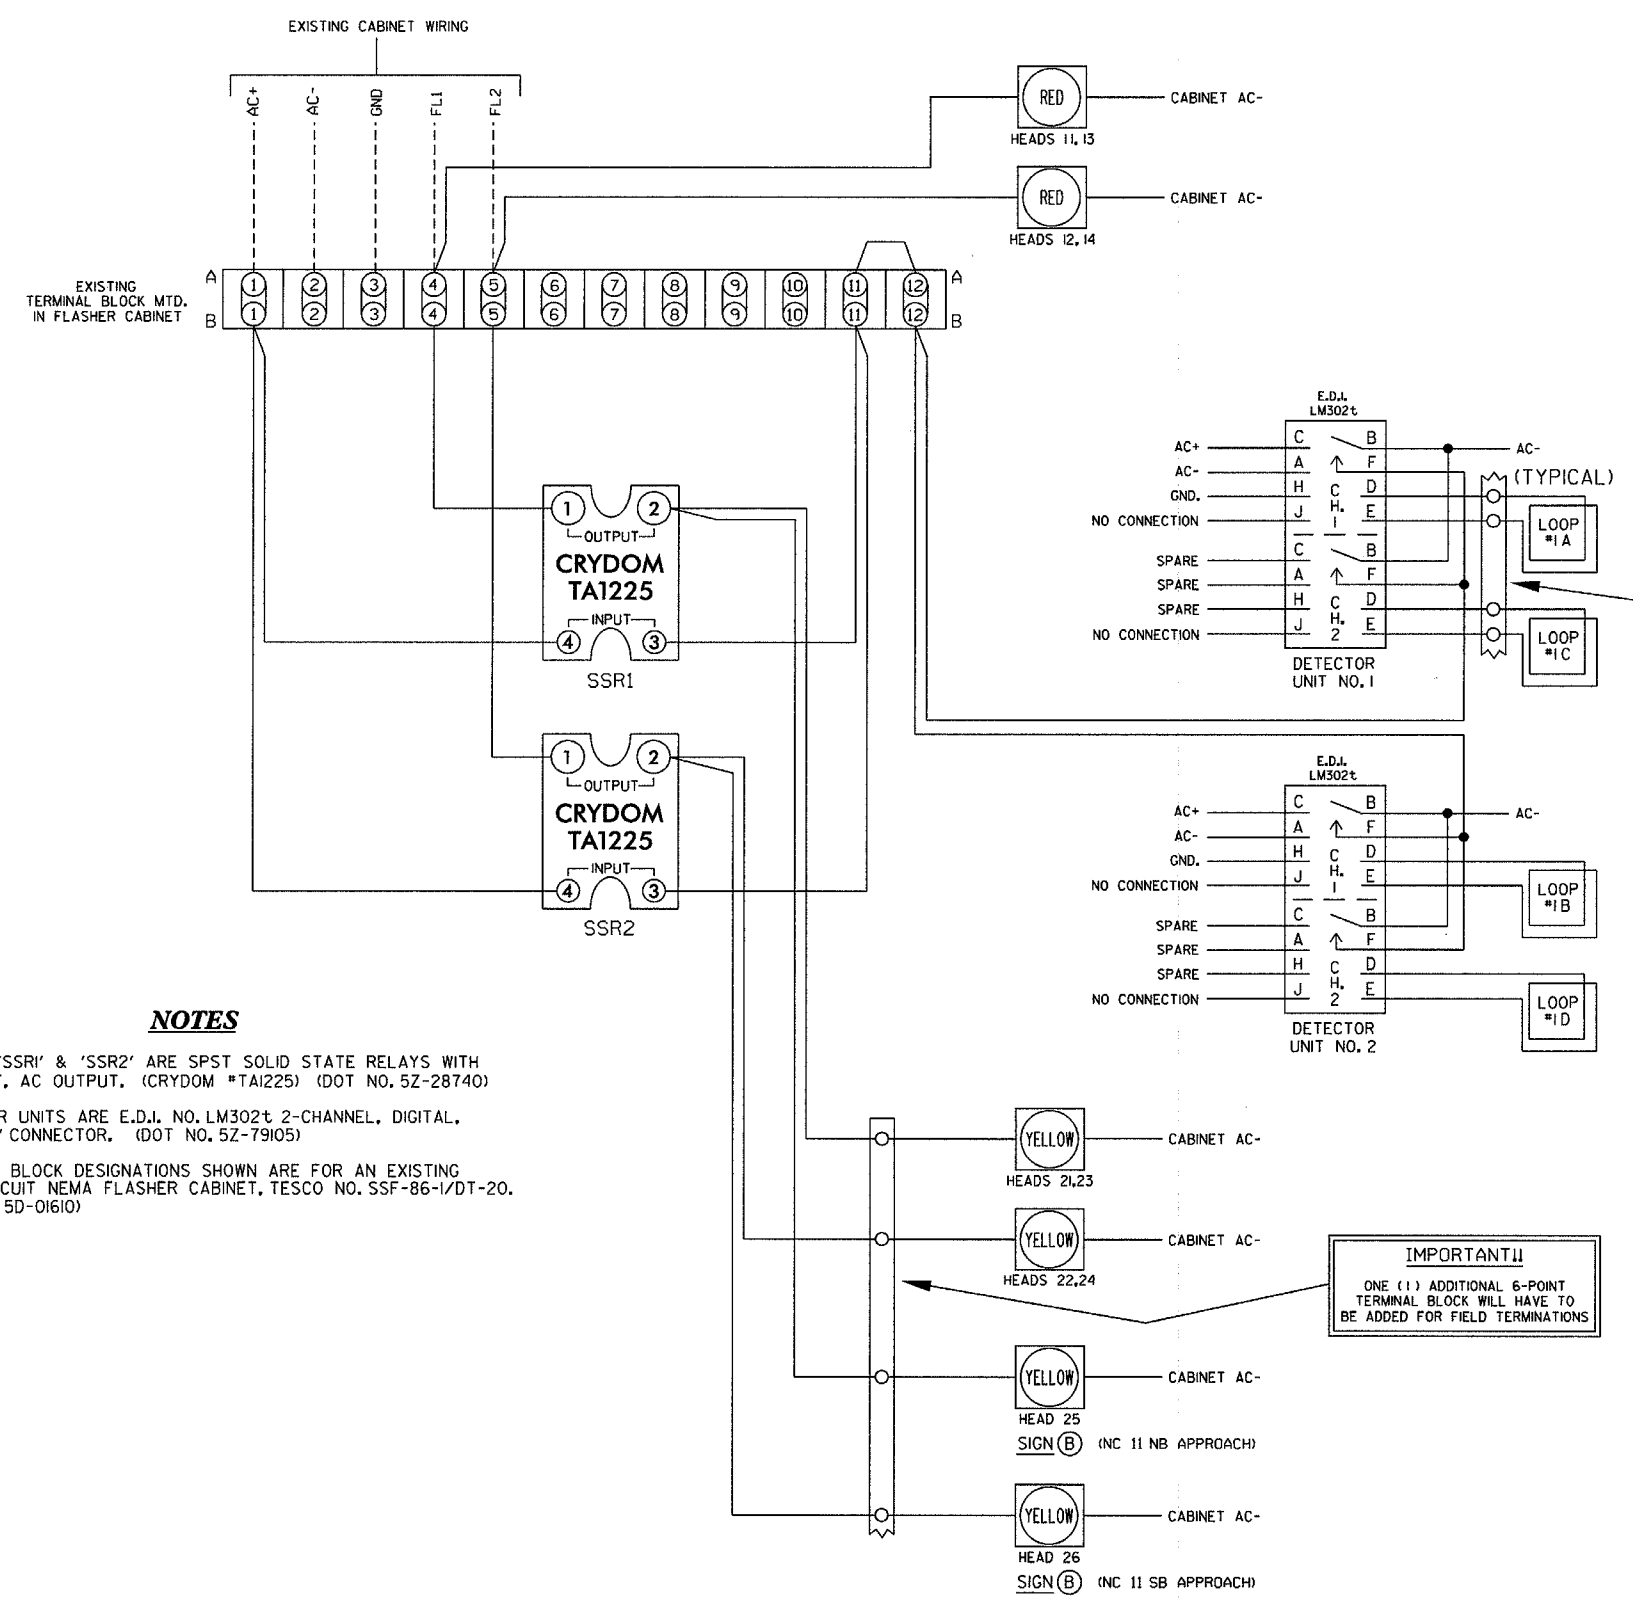 EXISTING CABINET WIRING
AC+
AC-
GND
FL1
FL2
RED
CABINET AC-
HEADS 11,13
RED
CABINET AC-
HEADS 12,14
EXISTING
TERMINAL BLOCK MTD.
IN FLASHER CABINET
A 1 2 3 4 5 6 7 8 9 10 11 12 A
B 1 2 3 4 5 6 7 8 9 10 11 12 B
1 2
OUTPUT
CRYDOM
TA1225
INPUT
4 3
SSR1
1 2
OUTPUT
CRYDOM
TA1225
INPUT
4 3
SSR2
E.D.I.
LM302t
AC+ C B AC-
AC- A F
(TYPICAL)
GND. H D
NO CONNECTION J E
CH. 1
LOOP
#1A
SPARE C B
SPARE A F
SPARE H D
NO CONNECTION J E
CH. 2
LOOP
#1C
DETECTOR
UNIT NO. 1
E.D.I.
LM302t
AC+ C B AC-
AC- A F
GND. H D
NO CONNECTION J E
CH. 1
LOOP
#1B
SPARE C B
SPARE A F
SPARE H D
NO CONNECTION J E
CH. 2
LOOP
#1D
DETECTOR
UNIT NO. 2
NOTES
'SSR1' & 'SSR2' ARE SPST SOLID STATE RELAYS WITH
, AC OUTPUT. (CRYDOM #TA1225) (DOT NO. 5Z-28740)
R UNITS ARE E.D.I. NO. LM302t 2-CHANNEL, DIGITAL,
' CONNECTOR. (DOT NO. 5Z-79105)
BLOCK DESIGNATIONS SHOWN ARE FOR AN EXISTING
CUIT NEMA FLASHER CABINET, TESCO NO. SSF-86-1/DT-20.
5D-01610)
YELLOW
CABINET AC-
HEADS 21,23
YELLOW
CABINET AC-
HEADS 22,24
IMPORTANT!!
ONE (1) ADDITIONAL 6-POINT
TERMINAL BLOCK WILL HAVE TO
BE ADDED FOR FIELD TERMINATIONS
YELLOW
CABINET AC-
HEAD 25
SIGN B (NC 11 NB APPROACH)
YELLOW
CABINET AC-
HEAD 26
SIGN B (NC 11 SB APPROACH)